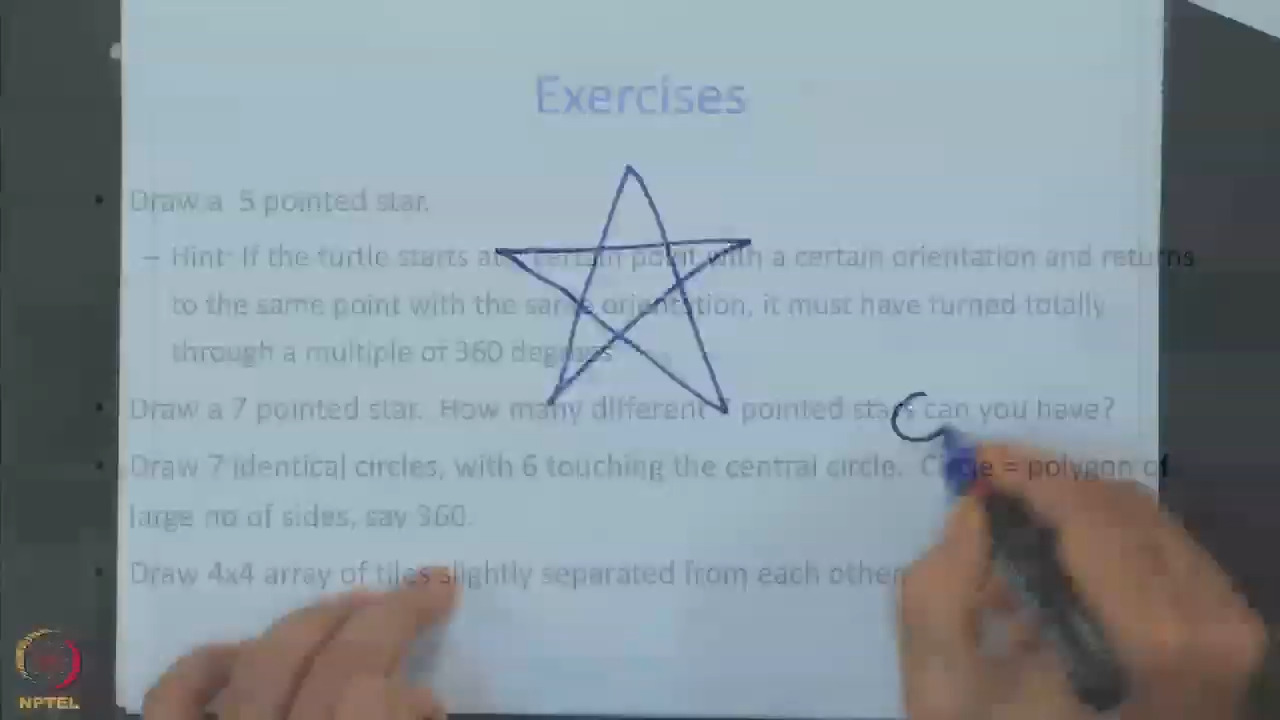 Exercises
• Draw a 5 pointed star.
– Hint: If the turtle starts at a certain point with a certain orientation and returns
to the same point with the same orientation, it must have turned totally
through a multiple of 360 degrees
• Draw a 7 pointed star. How many different 7 pointed stars can you have?
• Draw 7 identical circles, with 6 touching the central circle. Circle = polygon of
large no of sides, say 360.
• Draw 4x4 array of tiles slightly separated from each other
NPTEL